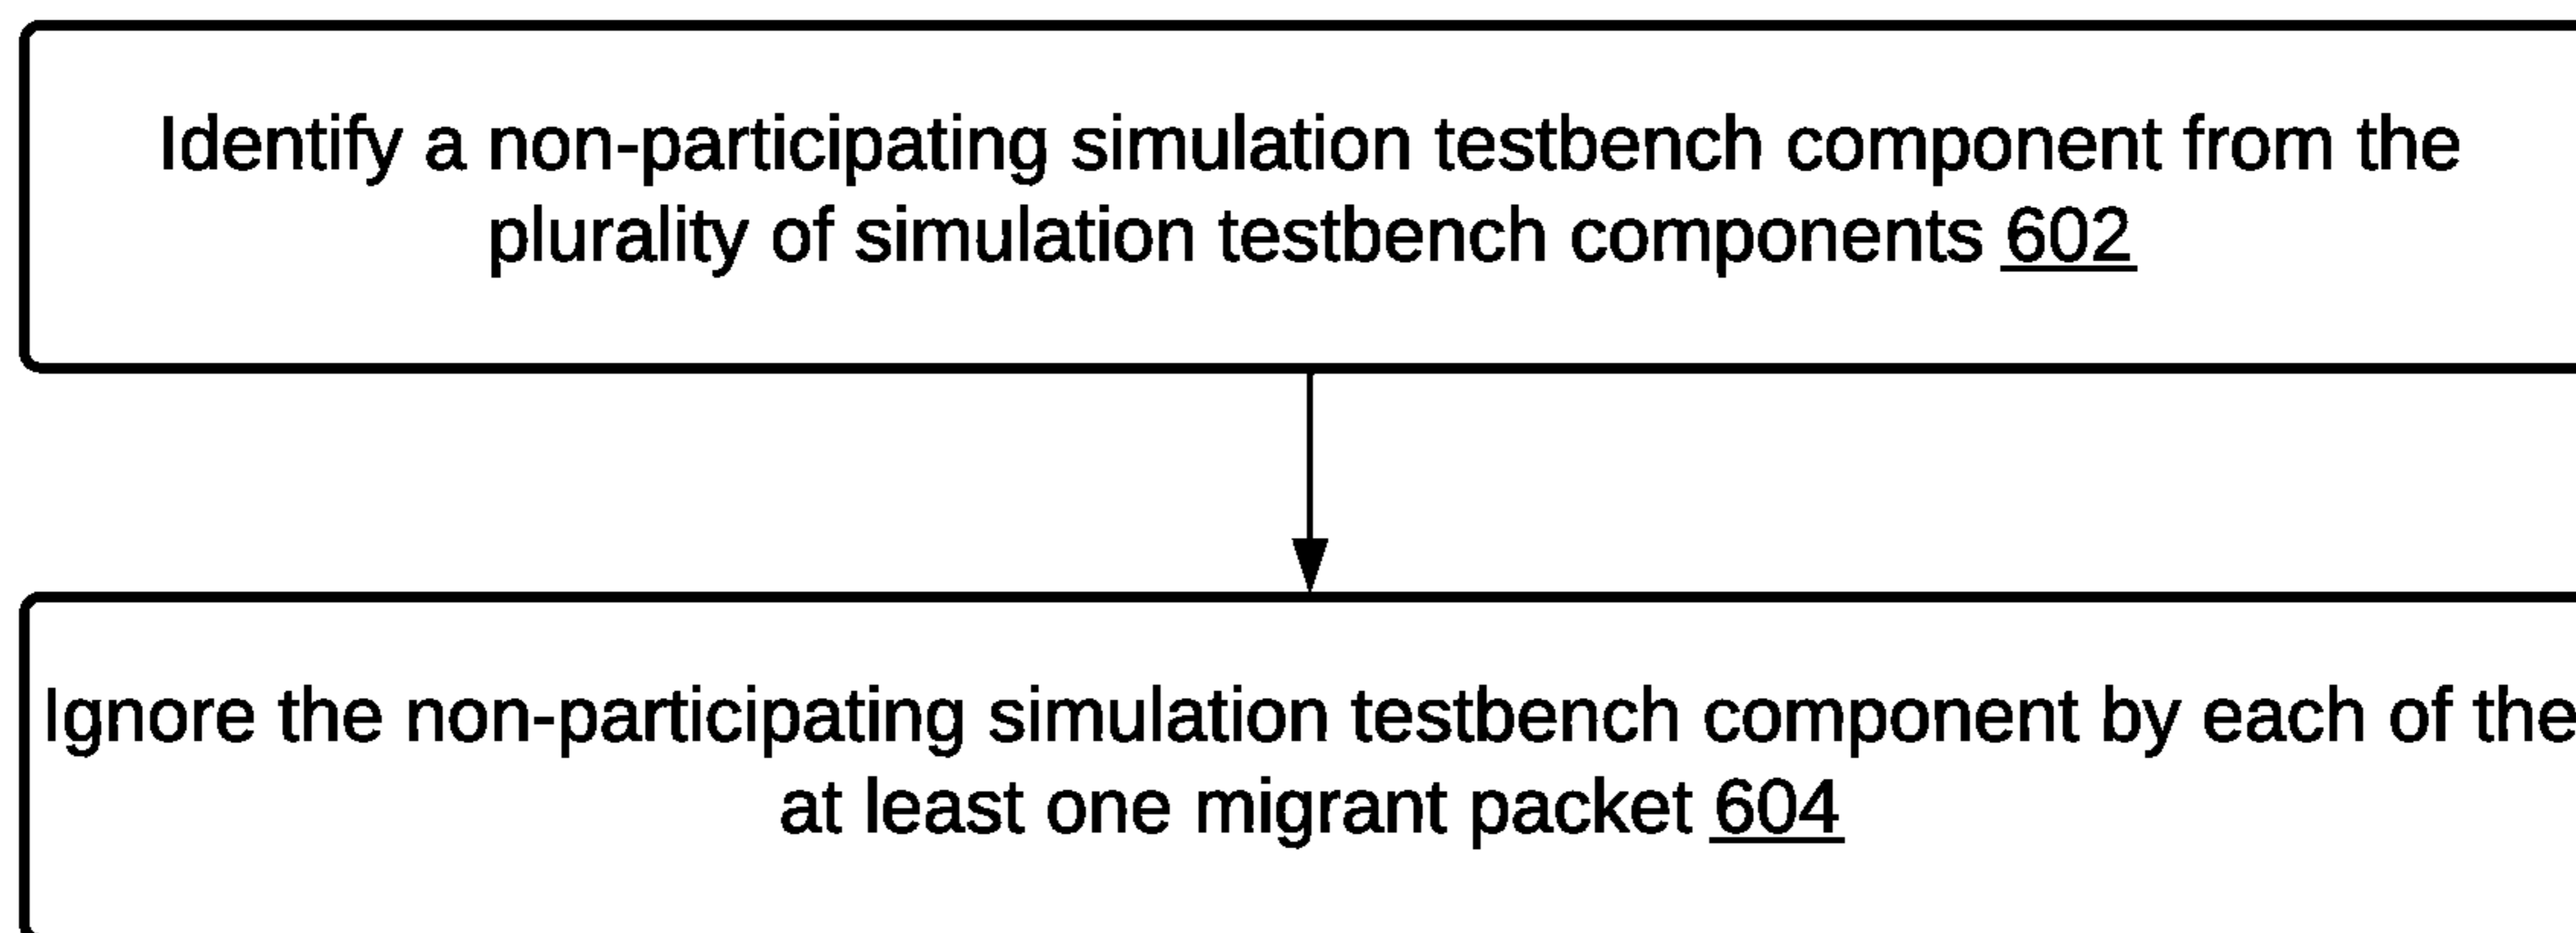 Identify a non-participating simulation testbench component from the
plurality of simulation testbench components 602
Ignore the non-participating simulation testbench component by each of the
at least one migrant packet 604